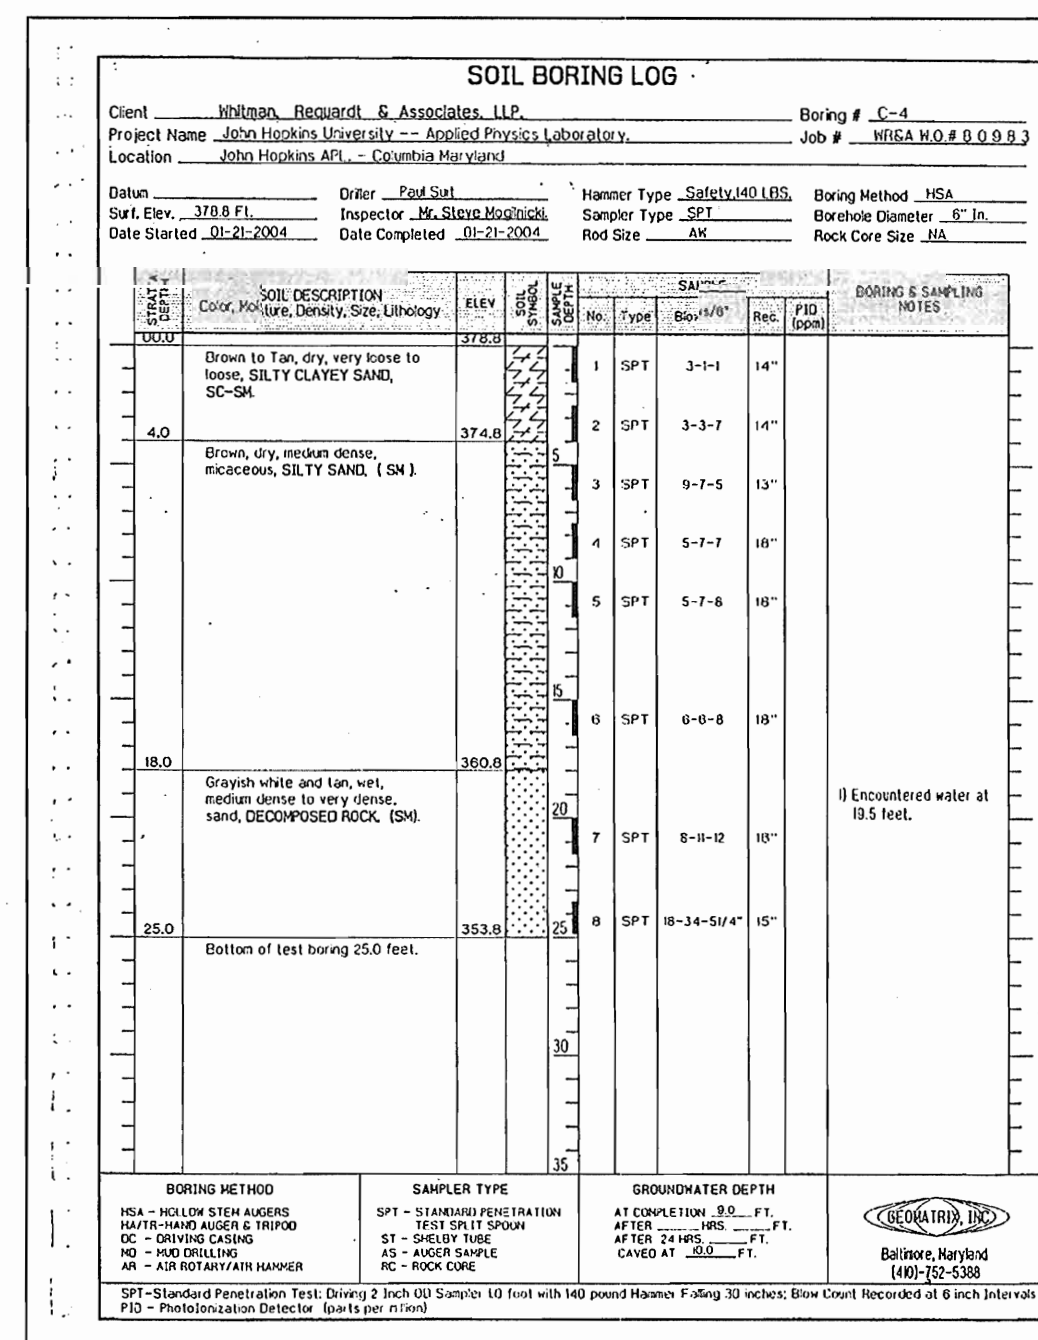 SOIL BORING LOG
Client Whitman, Requardt & Associates, LLP. Boring # C-4
Project Name John Hopkins University -- Applied Physics Laboratory. Job # WR&A W.O.# 80983
Location John Hopkins APL. - Columbia Maryland
Datum Driller Paul Suit Hammer Type Safety,140 LBS. Boring Method HSA
Surf. Elev. 378.8 Ft. Inspector Mr. Steve Moginicki. Sampler Type SPT Borehole Diameter 6" In.
Date Started 01-21-2004 Date Completed 01-21-2004 Rod Size AW Rock Core Size NA
DEPTH SOIL DESCRIPTION ELEV SOIL SYMBOL SAMPLE DEPTH BORING & SAMPLING NOTES
Density, Size, Lithology No. Type Rec. PID (ppm)
00.0 378.8
Brown to Tan, dry, very loose to
loose, SILTY CLAYEY SAND,
SC-SM.
1 SPT 3-1-1 14"
2 SPT 3-3-7 14"
4.0 374.8
Brown, dry, medium dense,
micaceous, SILTY SAND, ( SM ).
5
3 SPT 9-7-5 13"
4 SPT 5-7-7 18"
10
5 SPT 5-7-8 18"
15
6 SPT 6-6-8 18"
18.0 360.8
Grayish white and tan, wet,
medium dense to very dense,
sand, DECOMPOSED ROCK, (SM).
1) Encountered water at
19.5 feet.
20
7 SPT 8-11-12 18"
25.0 353.8 25 8 SPT 18-34-51/4" 15"
Bottom of test boring 25.0 feet.
30
35
BORING METHOD
HSA - HOLLOW STEM AUGERS
HA/TR-HAND AUGER & TRIPOD
DC - DRIVING CASING
MD - MUD DRILLING
AR - AIR ROTARY/AIR HAMMER
SAMPLER TYPE
SPT - STANDARD PENETRATION
TEST SPLIT SPOON
ST - SHELBY TUBE
AS - AUGER SAMPLE
RC - ROCK CORE
GROUNDWATER DEPTH
AT COMPLETION 9.0 FT.
AFTER HRS. FT.
AFTER 24 HRS. FT.
CAVED AT 10.0 FT.
GEOMATRIX, INC
Baltimore, Maryland
(410)-752-5388
SPT-Standard Penetration Test: Driving 2 Inch OD Sampler 1.0 foot with 140 pound Hammer Falling 30 inches; Blow Count Recorded at 6 inch Intervals
PID - PhotoIonization Detector (parts per million)